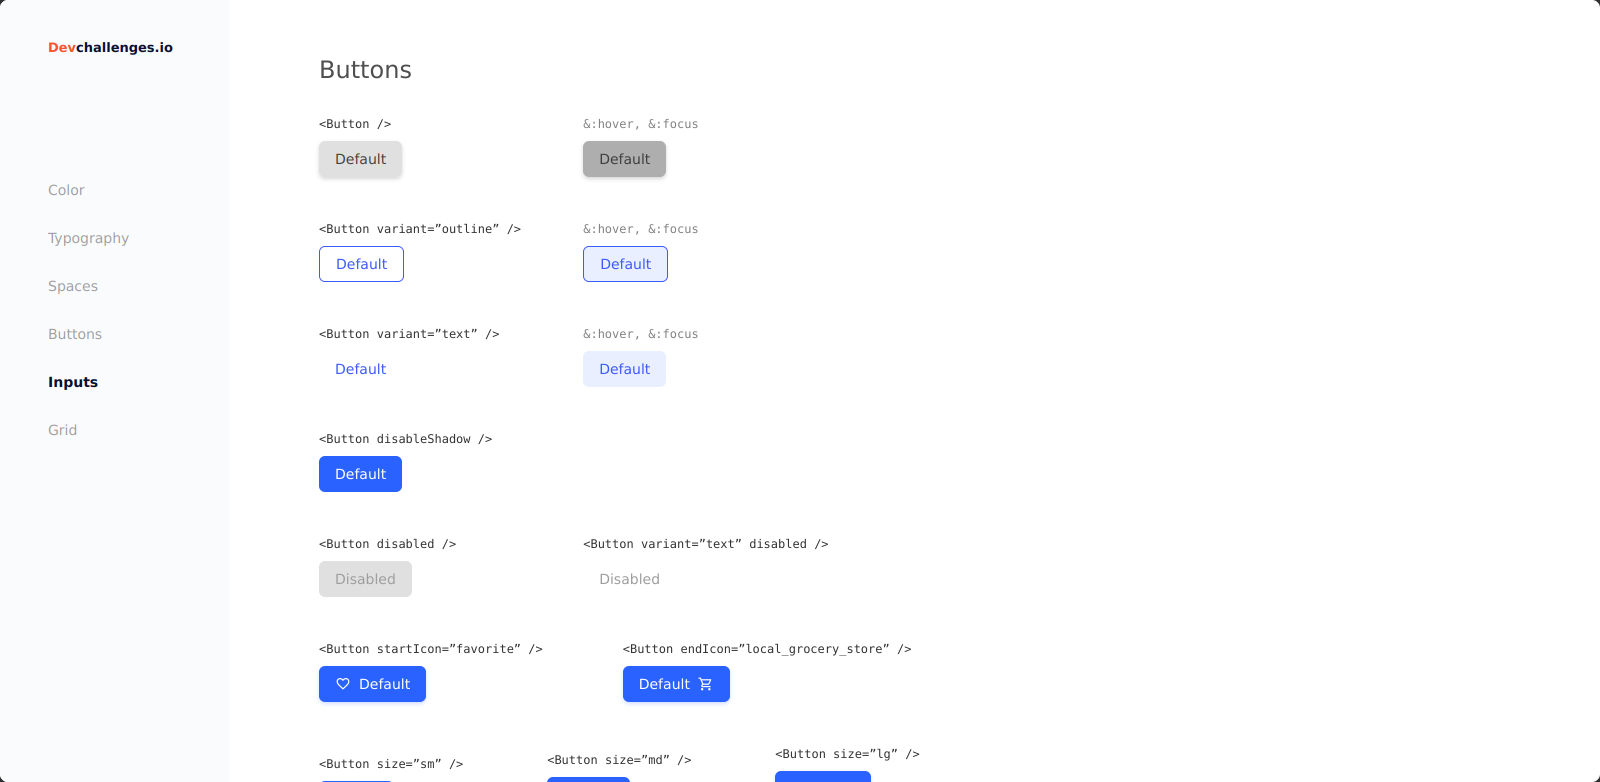 Devchallenges.io
Color
Typography
Spaces
Buttons
Inputs
Grid
Buttons
<Button />
&:hover, &:focus
Default
Default
<Button variant=”outline” />
&:hover, &:focus
Default
Default
<Button variant=”text” />
&:hover, &:focus
Default
Default
<Button disableShadow />
Default
<Button disabled />
<Button variant=”text” disabled />
Disabled
Disabled
<Button startIcon=”favorite” />
<Button endIcon=”local_grocery_store” />
Default
Default
<Button size=”sm” />
<Button size=”md” />
<Button size=”lg” />